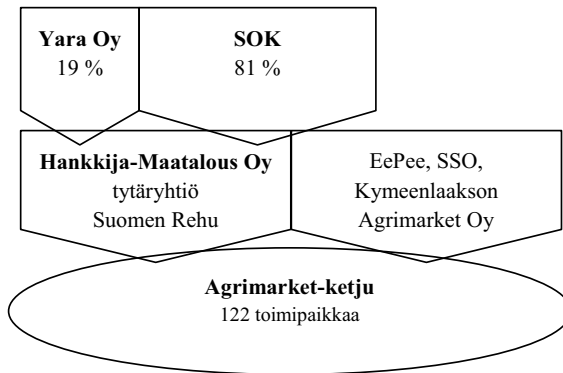 Yara Oy
19 %
SOK
81 %
Hankkija-Maatalous Oy
tytäryhtiö
Suomen Rehu
EePee, SSO,
Kymeenlaakson
Agrimarket Oy
Agrimarket-ketju
122 toimipaikkaa